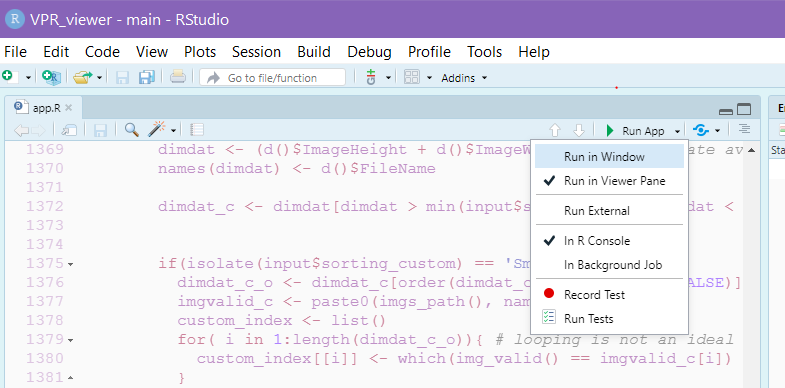 VPR_viewer - main - RStudio
File Edit Code View Plots Session Build Debug Profile Tools Help
Go to file/function Addins
app.R
Run App
Run in Window
Run in Viewer Pane
Run External
In R Console
In Background Job
Record Test
Run Tests
1369 dimdat <- (d()$ImageHeight + d()$ImageW ate av
1370 names(dimdat) <- d()$FileName
1371
1372 dimdat_c <- dimdat[dimdat > min(input$s dat <
1373
1374
1375 if(isolate(input$sorting_custom) == 'Sm
1376 dimdat_c_o <- dimdat_c[order(dimdat_c ALSE)]
1377 imgvalid_c <- paste0(imgs_path(), nam
1378 custom_index <- list()
1379 for( i in 1:length(dimdat_c_o)){ # looping is not an ideal
1380 custom_index[[i]] <- which(img_valid() == imgvalid_c[i])
1381 }
En
Sta